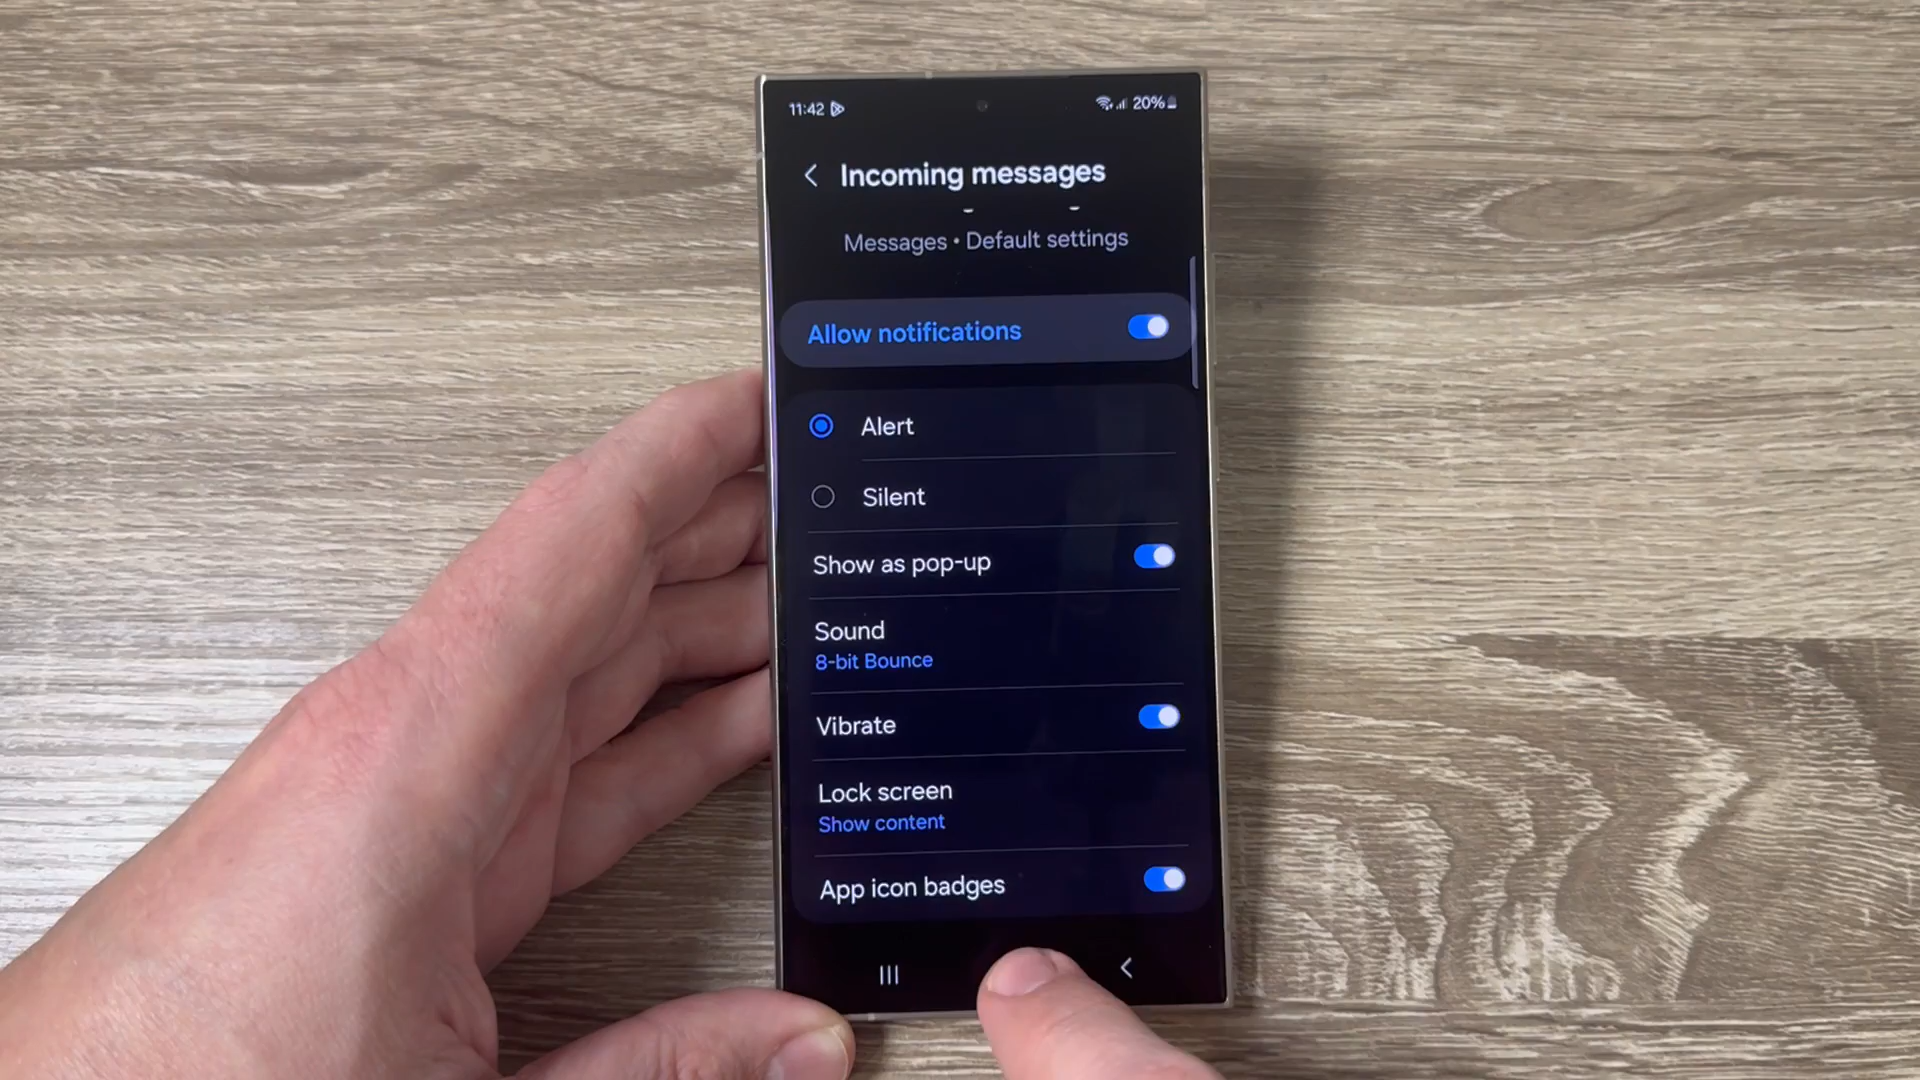 11:42
20%
Incoming messages
Messages • Default settings
Allow notifications
Alert
Silent
Show as pop-up
Sound
8-bit Bounce
Vibrate
Lock screen
Show content
App icon badges